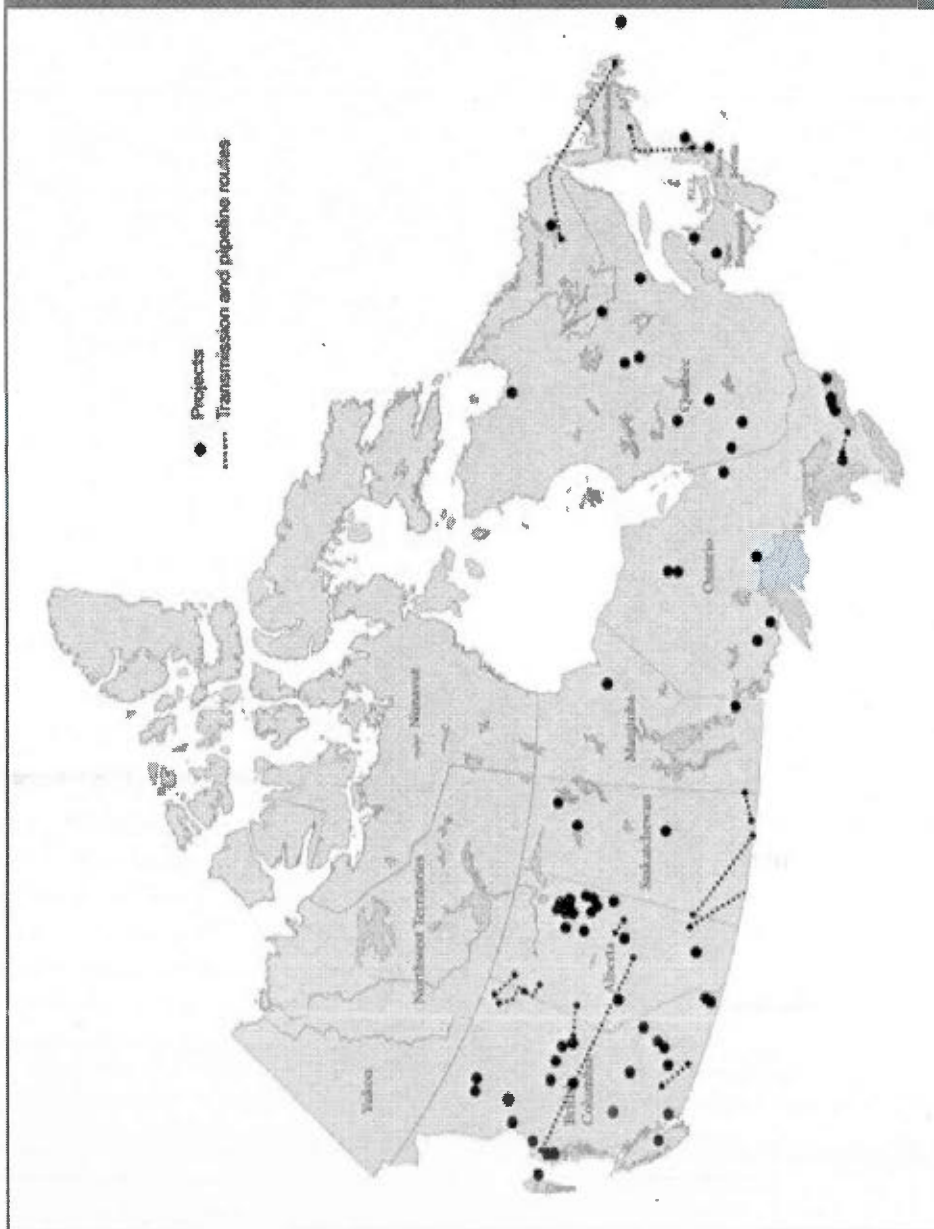 Projects
Transmission and pipeline routes
Yukon
Northwest Territories
Nunavut
British
Columbia
Alberta
Saskatchewan
Manitoba
Ontario
Quebec